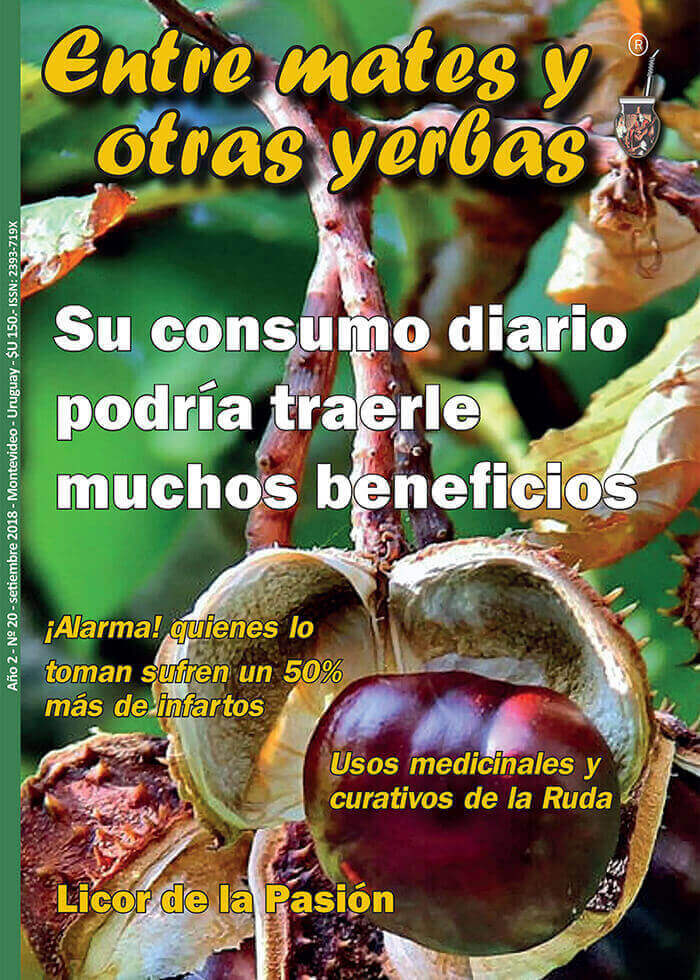 Entre mates y
otras yerbas
®
Año 2 - Nº 20 - setiembre 2018 - Montevideo - Uruguay - $U 150.- ISSN: 2393-719X
Su consumo diario
podría traerle
muchos beneficios
¡Alarma! quienes lo
toman sufren un 50%
más de infartos
Usos medicinales y
curativos de la Ruda
Licor de la Pasión